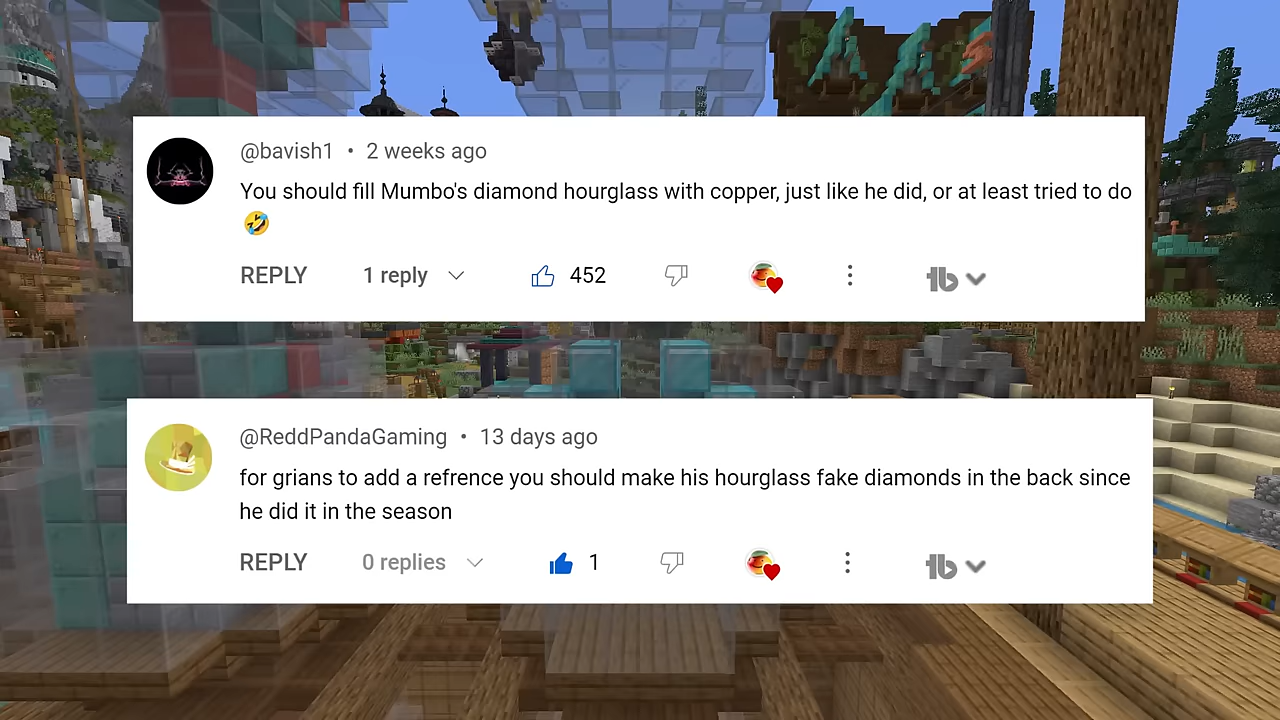 @bavish1 • 2 weeks ago
You should fill Mumbo's diamond hourglass with copper, just like he did, or at least tried to do
🤣
REPLY 1 reply 452 tb
@ReddPandaGaming • 13 days ago
for grians to add a refrence you should make his hourglass fake diamonds in the back since
he did it in the season
REPLY 0 replies 1 tb